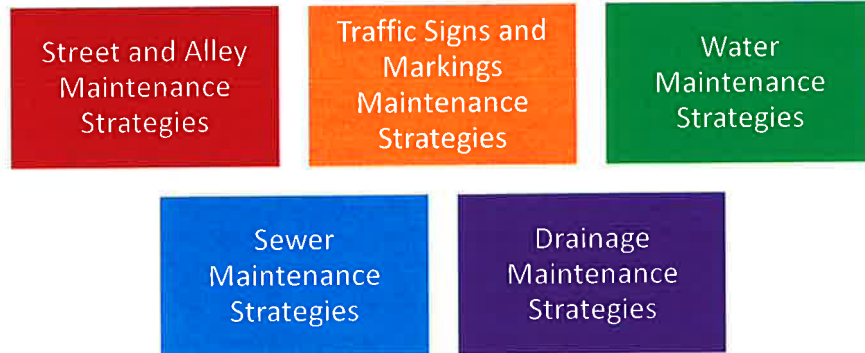 Street and Alley
Maintenance
Strategies
Traffic Signs and
Markings
Maintenance
Strategies
Water
Maintenance
Strategies
Sewer
Maintenance
Strategies
Drainage
Maintenance
Strategies